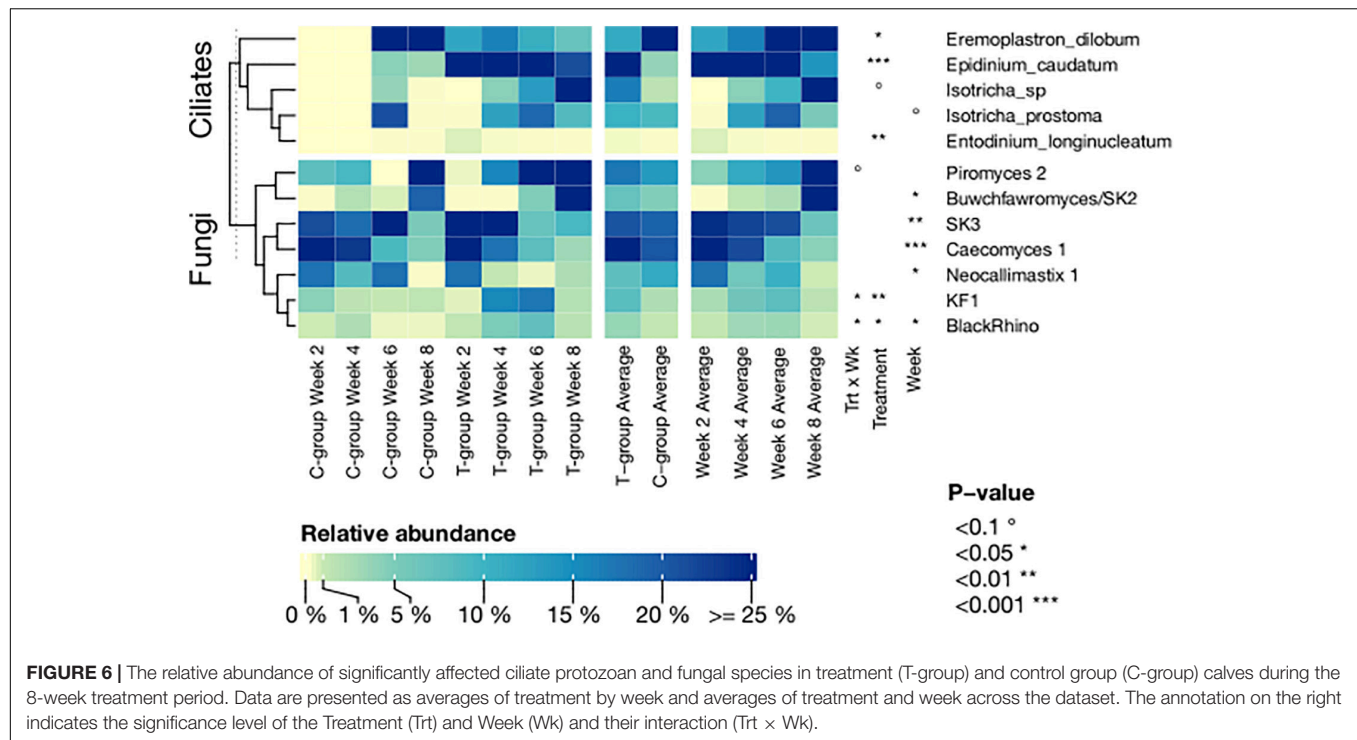 Ciliates
Fungi
Eremoplastron_dilobum
*
Epidinium_caudatum
***
Isotricha_sp
°
Isotricha_prostoma
°
Entodinium_longinucleatum
**
Piromyces 2
°
Buwchfawromyces/SK2
*
SK3
**
Caecomyces 1
***
Neocallimastix 1
*
KF1
* **
BlackRhino
* * *
C-group Week 2
C-group Week 4
C-group Week 6
C-group Week 8
T-group Week 2
T-group Week 4
T-group Week 6
T-group Week 8
T-group Average
C-group Average
Week 2 Average
Week 4 Average
Week 6 Average
Week 8 Average
Trt x Wk
Treatment
Week
Relative abundance
0 % 1 % 5 % 10 % 15 % 20 % >= 25 %
P-value
<0.1 °
<0.05 *
<0.01 **
<0.001 ***
FIGURE 6 | The relative abundance of significantly affected ciliate protozoan and fungal species in treatment (T-group) and control group (C-group) calves during the
8-week treatment period. Data are presented as averages of treatment by week and averages of treatment and week across the dataset. The annotation on the right
indicates the significance level of the Treatment (Trt) and Week (Wk) and their interaction (Trt × Wk).